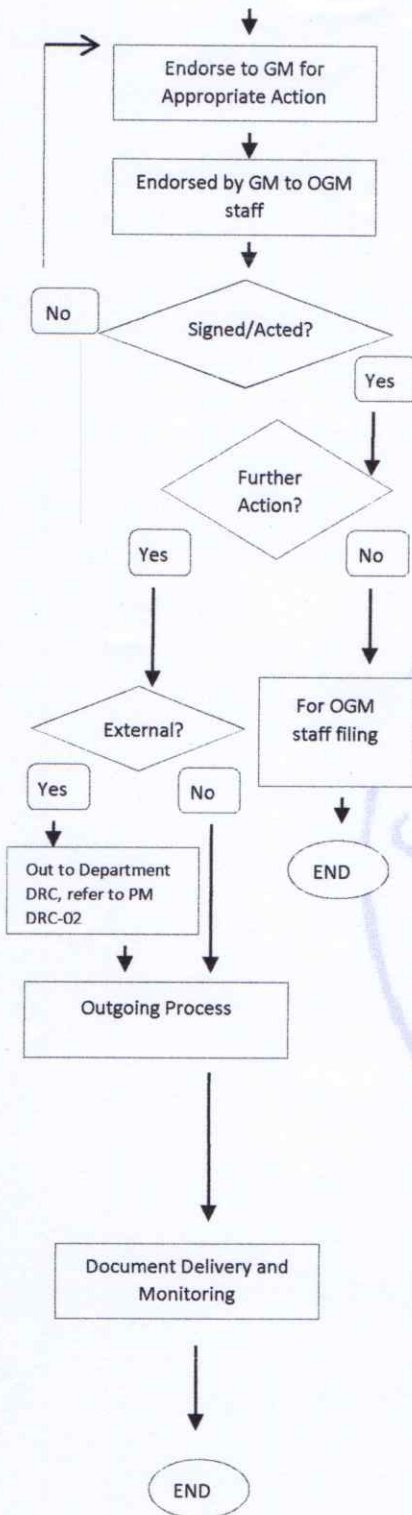 Endorse to GM for
Appropriate Action
Endorsed by GM to OGM
staff
No
Signed/Acted?
Yes
Further
Action?
Yes
No
External?
For OGM
staff filing
Yes
No
END
Out to Department
DRC, refer to PM
DRC-02
Outgoing Process
Document Delivery and
Monitoring
END